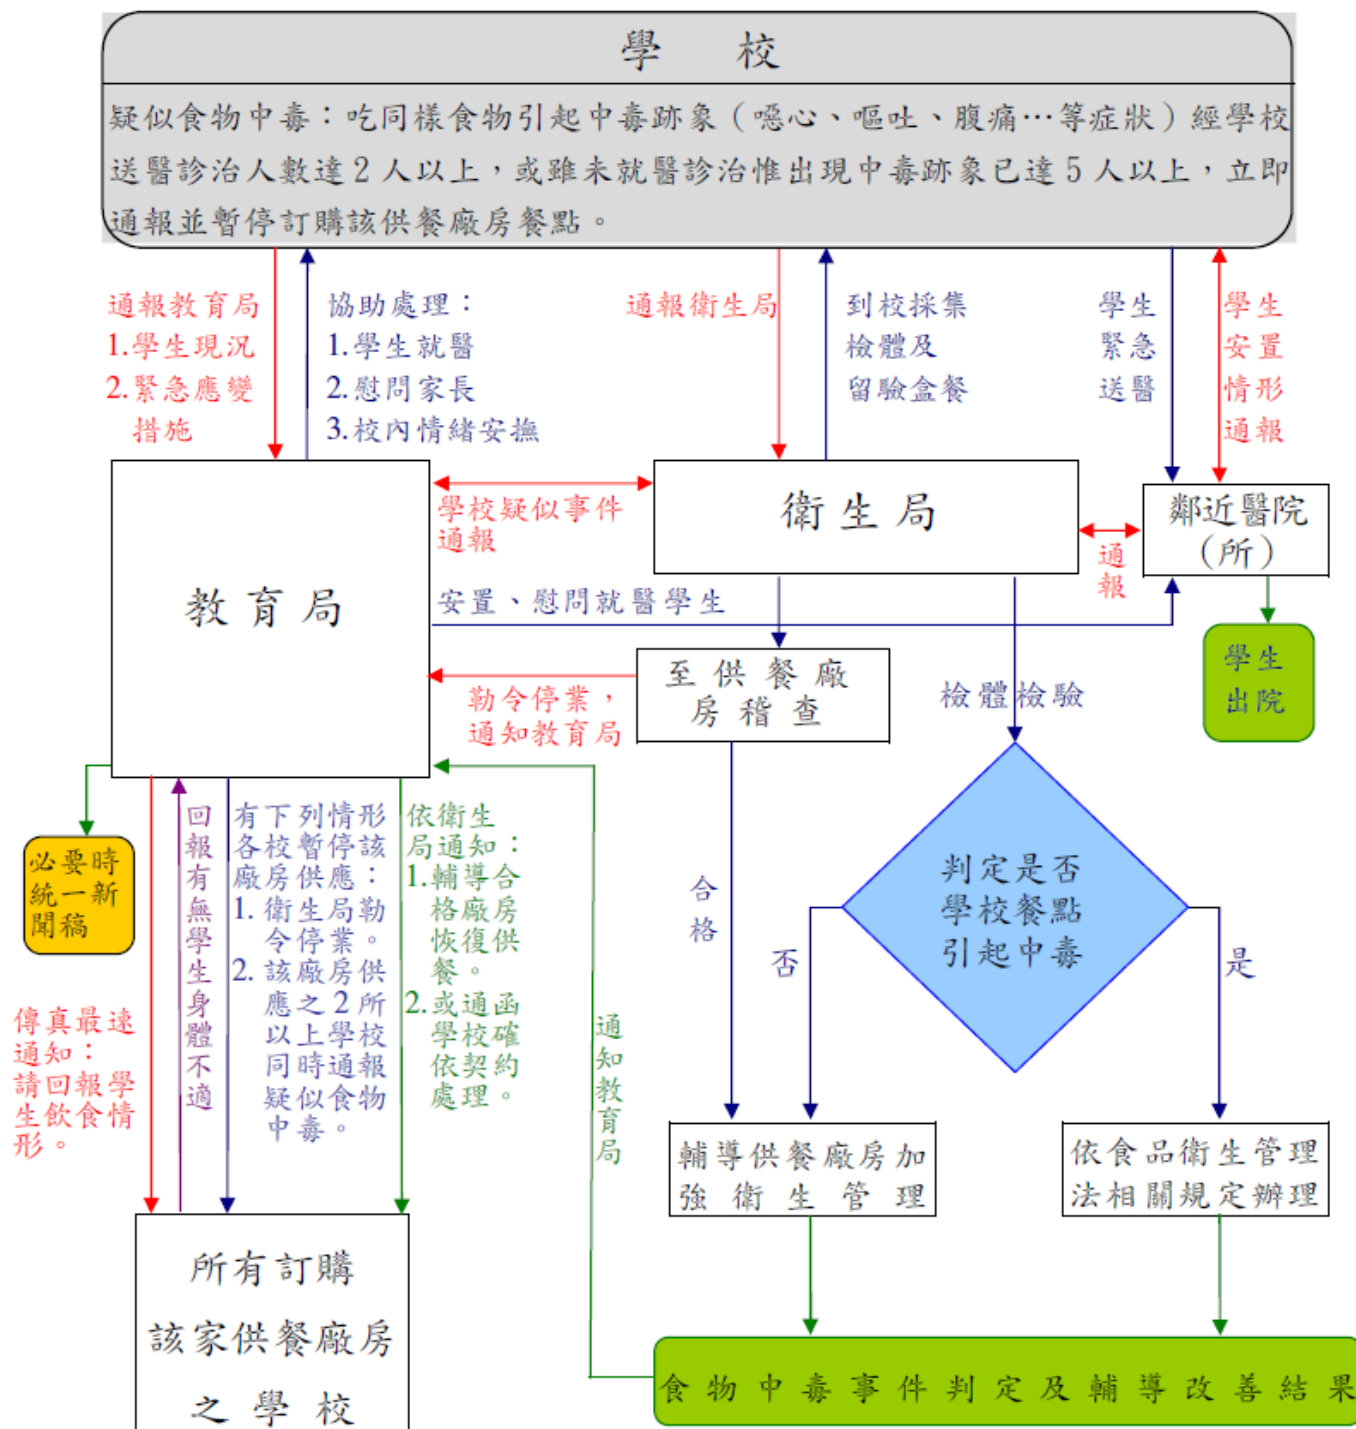 學 校
疑似食物中毒：吃同樣食物引起中毒跡象（噁心、嘔吐、腹痛…等症狀）經學校
送醫診治人數達2人以上，或雖未就醫診治惟出現中毒跡象已達5人以上，立即
通報並暫停訂購該供餐廠房餐點。
通報教育局
1.學生現況
2.緊急應變
措施
協助處理：
1.學生就醫
2.慰問家長
3.校內情緒安撫
通報衛生局
到校採集
檢體及
留驗盒餐
學生
緊急
送醫
學生
安置
情形
通報
教育局
學校疑似事件
通報
衛生局
通
報
鄰近醫院
（所）
安置、慰問就醫學生
學生
出院
至供餐廠
房稽查
勒令停業，
通知教育局
檢體檢驗
必要時
統一新
聞稿
回報有無學生身體不適
有下列情形
各校暫停該
廠房供應：
1. 衛生局勒
令停業。
2. 該廠房供
應之2所
以上學校
同時通報
疑似食物
中毒。
依衛生
局通知：
1.輔導合
格廠房
恢復供
餐。
2.或通函
學校確
依契約
處理。
傳真最速
通知：
請回報學
生飲食情
形。
通知教育局
合格
判定是否
學校餐點
引起中毒
否
是
輔導供餐廠房加
強衛生管理
依食品衛生管理
法相關規定辦理
所有訂購
該家供餐廠房
之學校
食物中毒事件判定及輔導改善結果